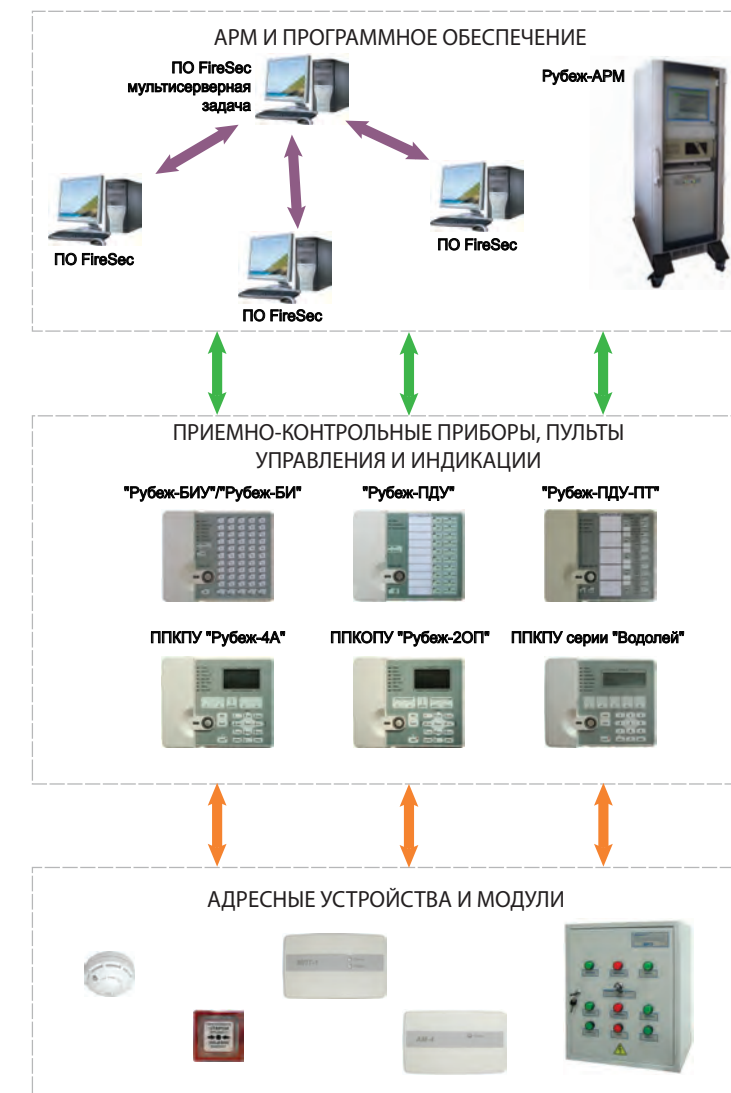 АРМ И ПРОГРАММНОЕ ОБЕСПЕЧЕНИЕ
ПО FireSec
мультисерверная
задача
Рубеж-АРМ
ПО FireSec
ПО FireSec
ПО FireSec
ПРИЕМНО-КОНТРОЛЬНЫЕ ПРИБОРЫ, ПУЛЬТЫ
УПРАВЛЕНИЯ И ИНДИКАЦИИ
"Рубеж-БИУ"/"Рубеж-БИ"
"Рубеж-ПДУ"
"Рубеж-ПДУ-ПТ"
ППКПУ "Рубеж-4А"
ППКОПУ "Рубеж-2ОП"
ППКПУ серии "Водолей"
АДРЕСНЫЕ УСТРОЙСТВА И МОДУЛИ
АМ-4